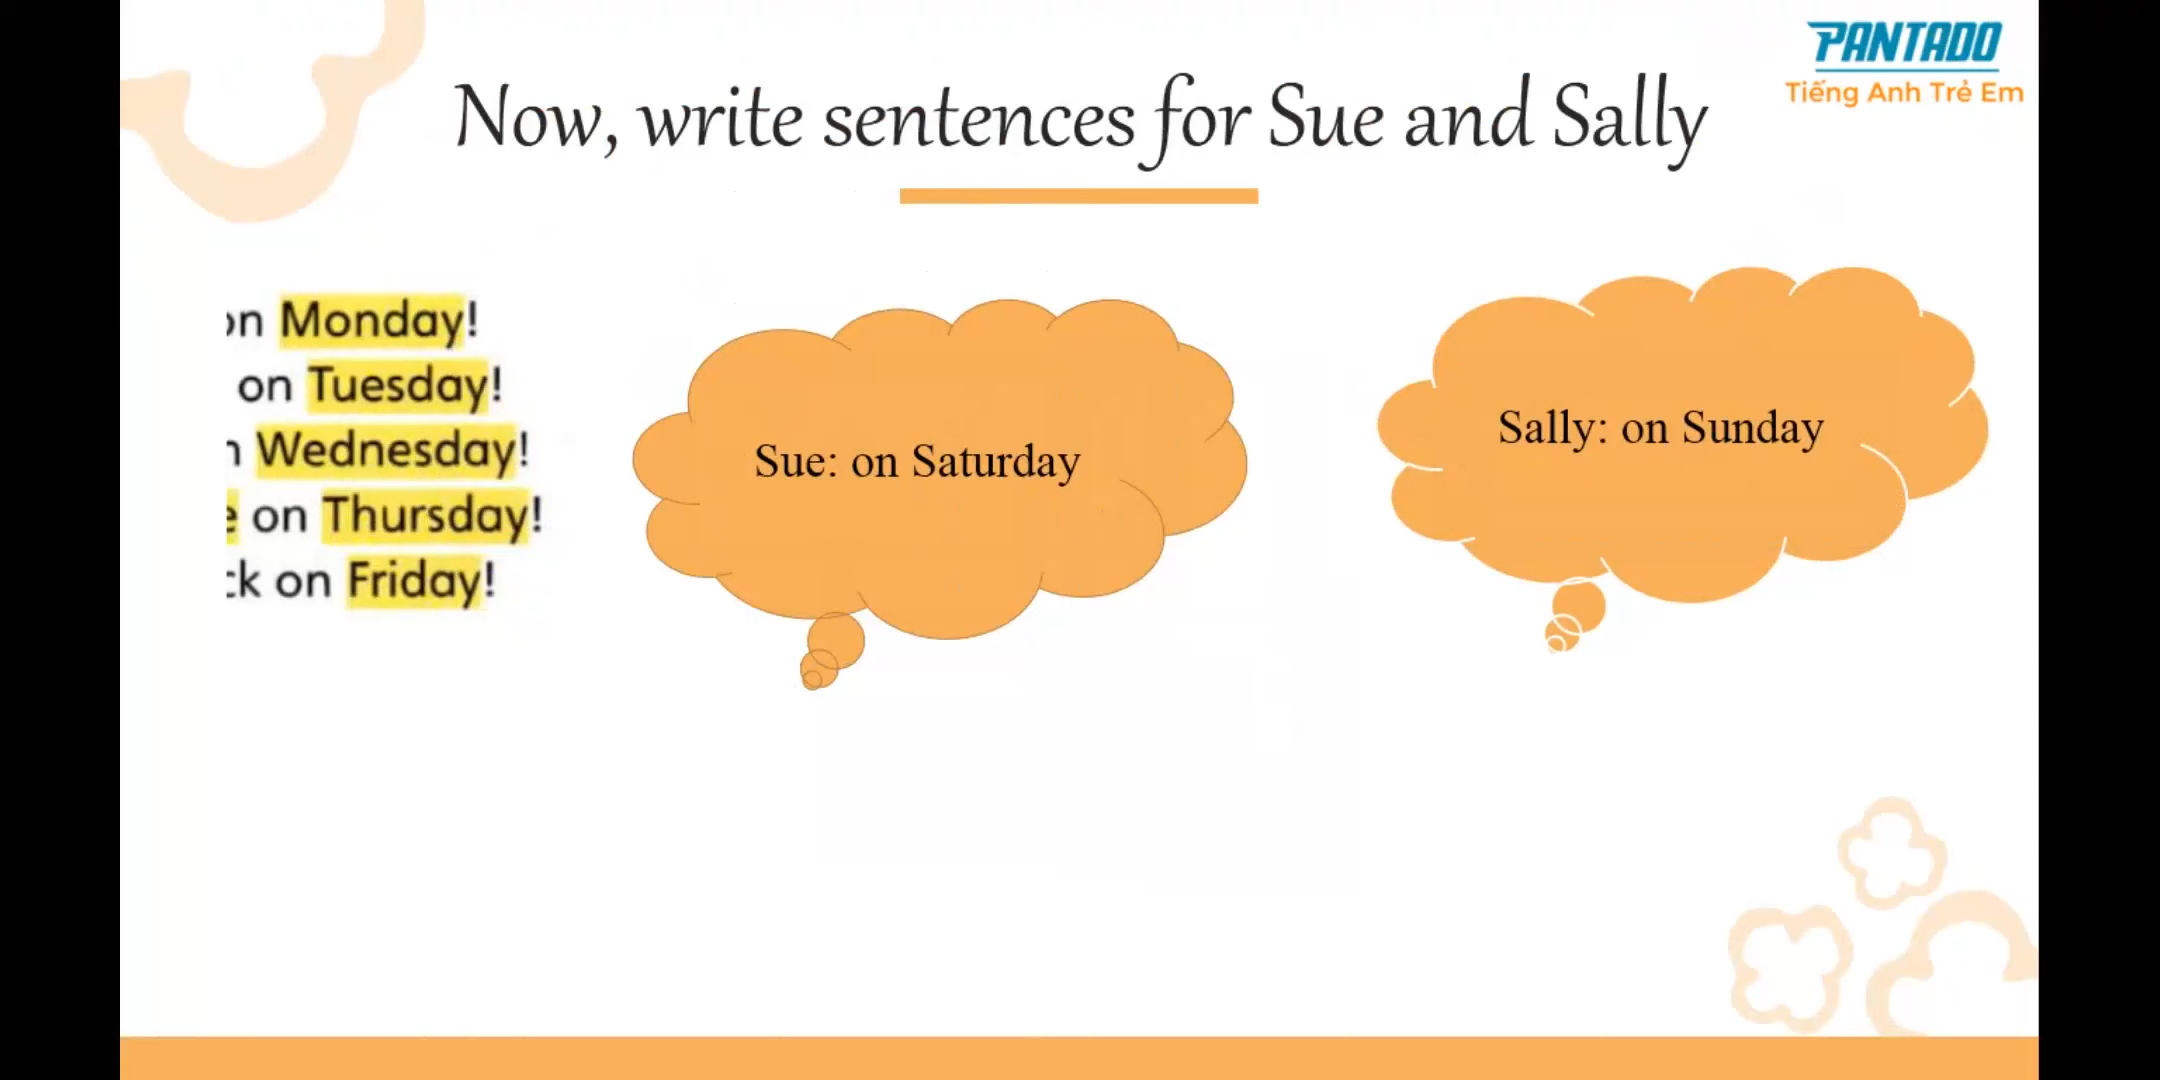 PANTADO
Tiếng Anh Trẻ Em
Now, write sentences for Sue and Sally
on Monday!
on Tuesday!
Wednesday!
on Thursday!
on Friday!
Sue: on Saturday
Sally: on Sunday